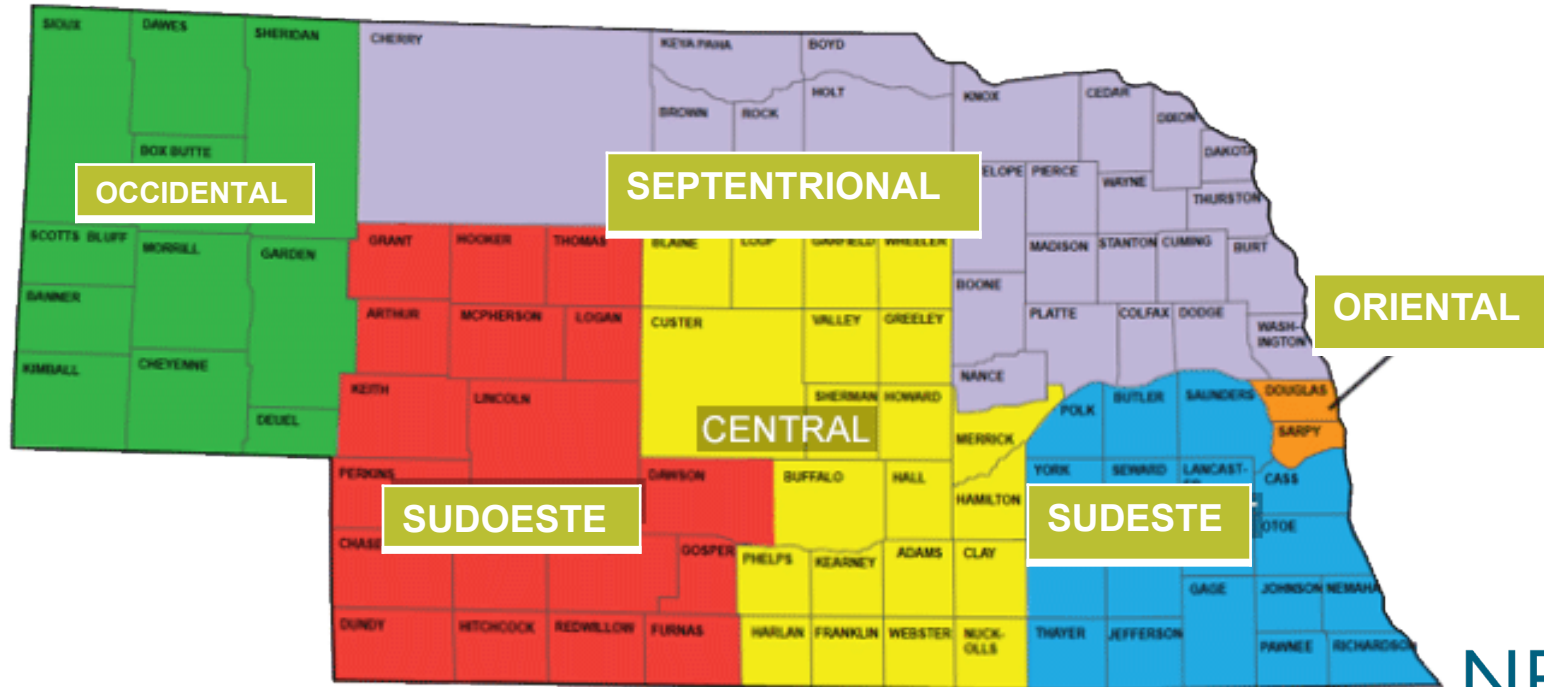 SIOUX
DAWES
SHERIDAN
CHERRY
KEYA PAHA
BOYD
BROWN
ROCK
HOLT
KNOX
CEDAR
DIXON
DAKOTA
BOX BUTTE
OCCIDENTAL
SEPTENTRIONAL
ELOPE
PIERCE
WAYNE
THURSTON
SCOTTS BLUFF
MORRILL
GARDEN
GRANT
HOOKER
THOMAS
BLAINE
LOUP
GARFIELD
WHEELER
MADISON
STANTON
CUMING
BURT
BANNER
BOONE
ORIENTAL
ARTHUR
MCPHERSON
LOGAN
CUSTER
VALLEY
GREELEY
PLATTE
COLFAX
DODGE
WASH-
INGTON
KIMBALL
CHEYENNE
NANCE
KEITH
LINCOLN
SHERMAN
HOWARD
POLK
BUTLER
SAUNDERS
DOUGLAS
DEUEL
CENTRAL
MERRICK
SARPY
PERKINS
DAWSON
BUFFALO
HALL
HAMILTON
YORK
SEWARD
LANCAST-
CASS
SUDOESTE
SUDESTE
OTOE
CHASE
GOSPER
PHELPS
KEARNEY
ADAMS
CLAY
GAGE
JOHNSON
NEMAHA
DUNDY
HITCHCOCK
REDWILLOW
FURNAS
HARLAN
FRANKLIN
WEBSTER
NUCK-
OLLS
THAYER
JEFFERSON
PAWNEE
RICHARDSON